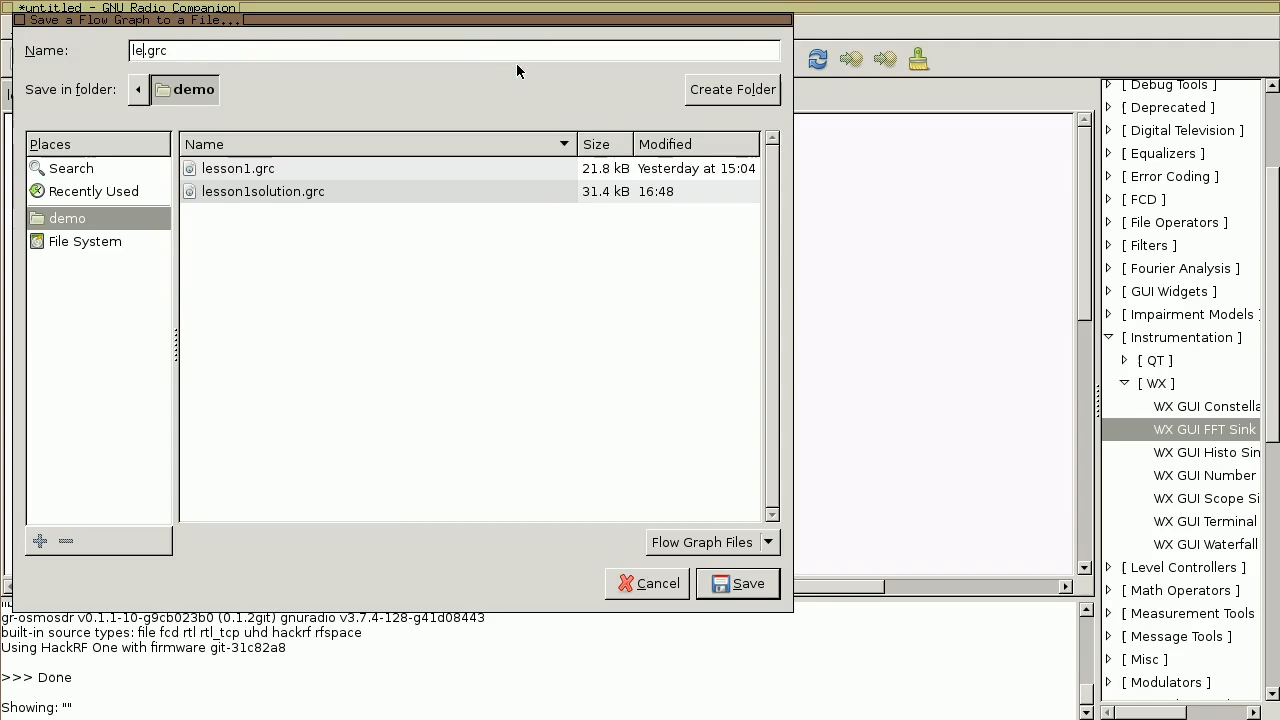 *untitled - GNU Radio Companion
Save a Flow Graph to a File...
Name:
le.grc
Save in folder:
demo
Create Folder
Places
Search
Recently Used
demo
File System
Name
Size
Modified
lesson1.grc
21.8 kB
Yesterday at 15:04
lesson1solution.grc
31.4 kB
16:48
Flow Graph Files
Cancel
Save
[ Debug Tools ]
[ Deprecated ]
[ Digital Television ]
[ Equalizers ]
[ Error Coding ]
[ FCD ]
[ File Operators ]
[ Filters ]
[ Fourier Analysis ]
[ GUI Widgets ]
[ Impairment Models
[ Instrumentation ]
[ QT ]
[ WX ]
WX GUI Constella
WX GUI FFT Sink
WX GUI Histo Sin
WX GUI Number
WX GUI Scope Si
WX GUI Terminal
WX GUI Waterfall
[ Level Controllers ]
[ Math Operators ]
[ Measurement Tools
[ Message Tools ]
[ Misc ]
[ Modulators ]
gr-osmosdr v0.1.1-10-g9cb023b0 (0.1.2git) gnuradio v3.7.4-128-g41d08443
built-in source types: file fcd rtl rtl_tcp uhd hackrf rfspace
Using HackRF One with firmware git-31c82a8
>>> Done
Showing: ""